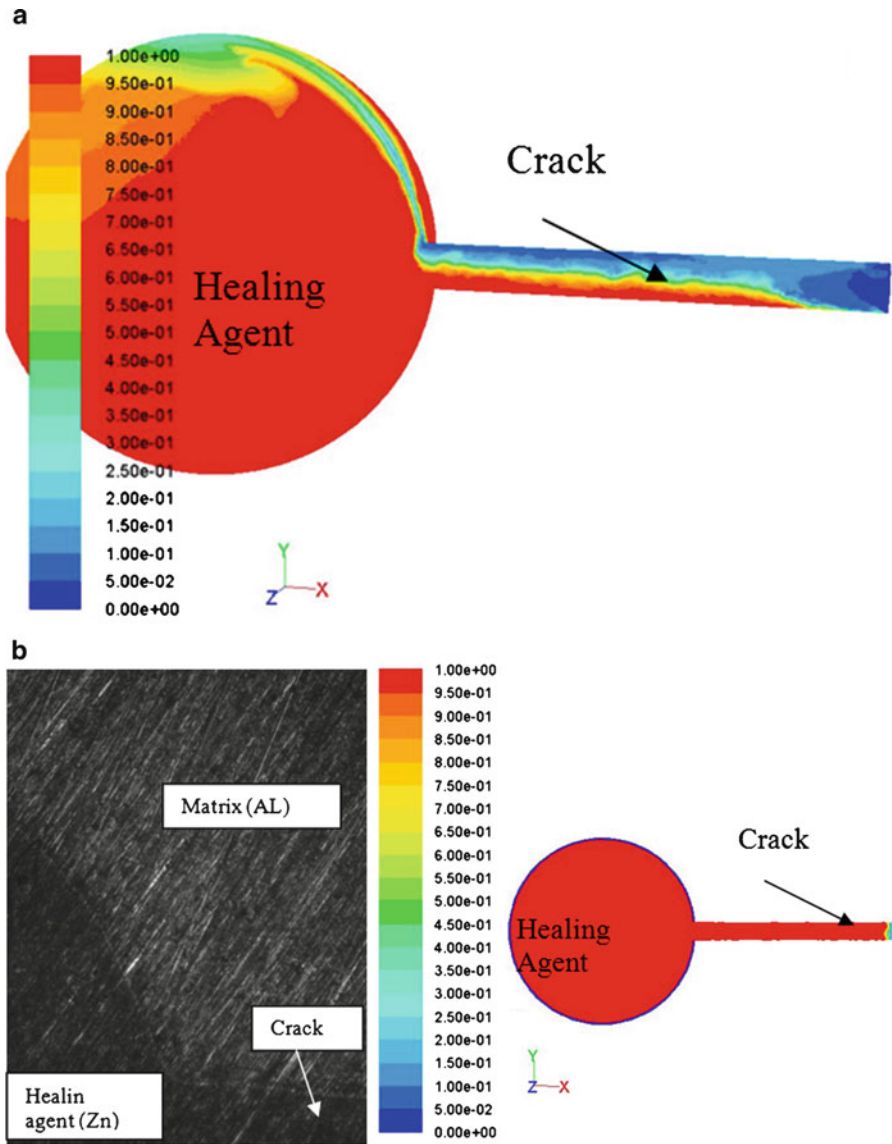 a
1.00e+00
9.50e-01
9.00e-01
8.50e-01
8.00e-01
7.50e-01
7.00e-01
6.50e-01
6.00e-01
5.50e-01
5.00e-01
4.50e-01
4.00e-01
3.50e-01
3.00e-01
2.50e-01
2.00e-01
1.50e-01
1.00e-01
5.00e-02
0.00e+00
Crack
Healing
Agent
Y
Z
X
b
Matrix (AL)
Crack
Healin
agent (Zn)
1.00e+00
9.50e-01
9.00e-01
8.50e-01
8.00e-01
7.50e-01
7.00e-01
6.50e-01
6.00e-01
5.50e-01
5.00e-01
4.50e-01
4.00e-01
3.50e-01
3.00e-01
2.50e-01
2.00e-01
1.50e-01
1.00e-01
5.00e-02
0.00e+00
Crack
Healing
Agent
Y
Z
X